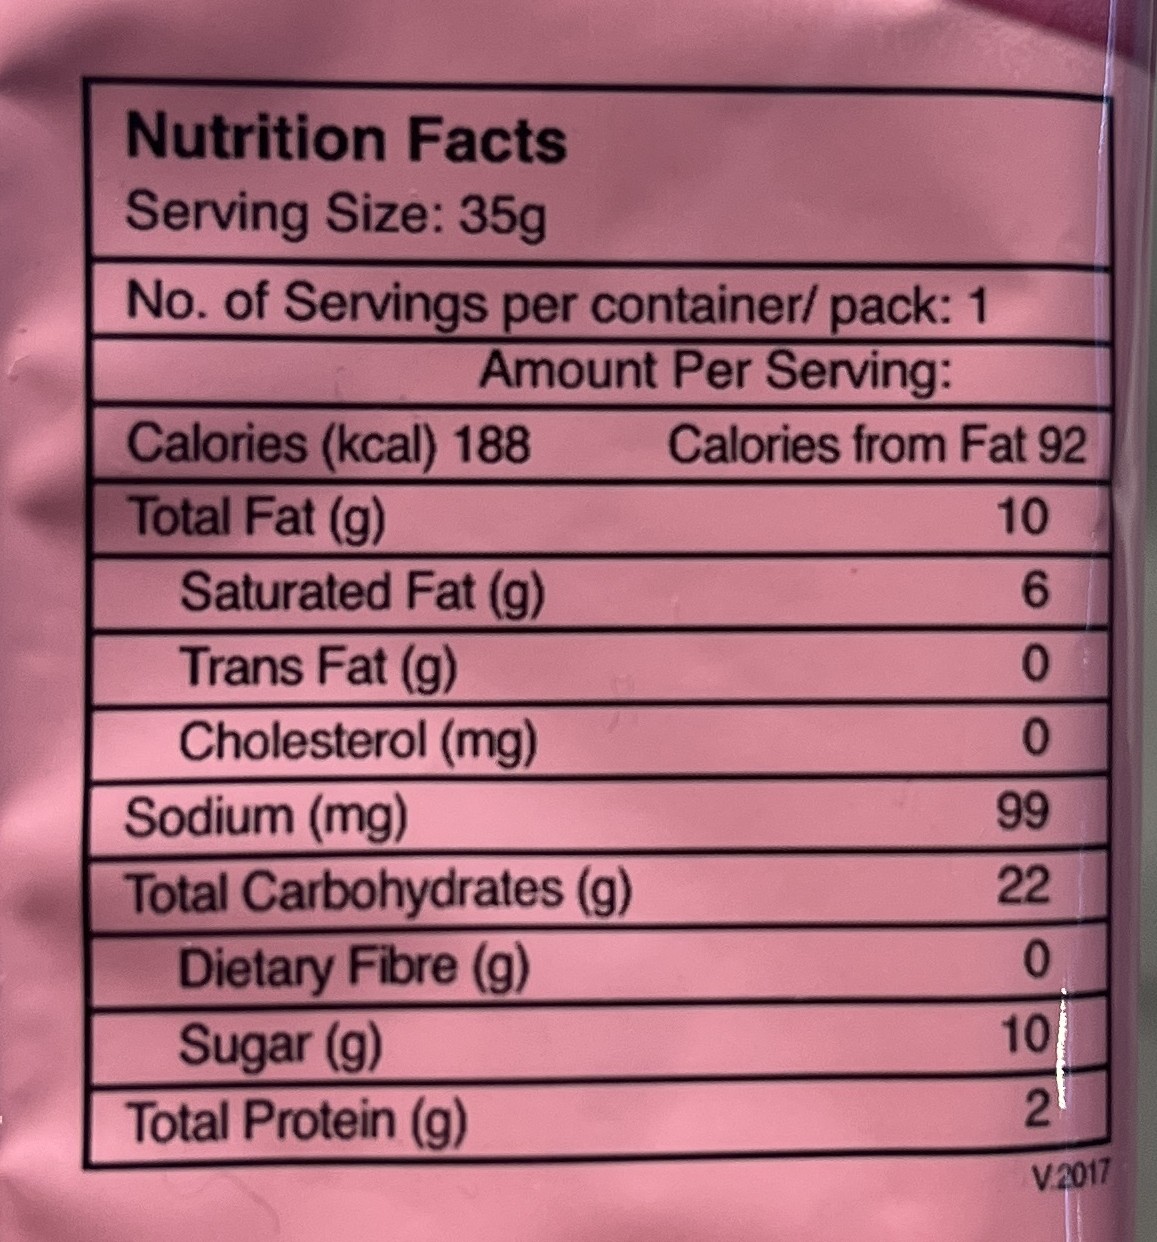 Nutrition Facts
Serving Size: 35g
No. of Servings per container/ pack: 1
Amount Per Serving:
Calories (kcal) 188 Calories from Fat 92
Total Fat (g) 10
Saturated Fat (g) 6
Trans Fat (g) 0
Cholesterol (mg) 0
Sodium (mg) 99
Total Carbohydrates (g) 22
Dietary Fibre (g) 0
Sugar (g) 10
Total Protein (g) 2
V.2017